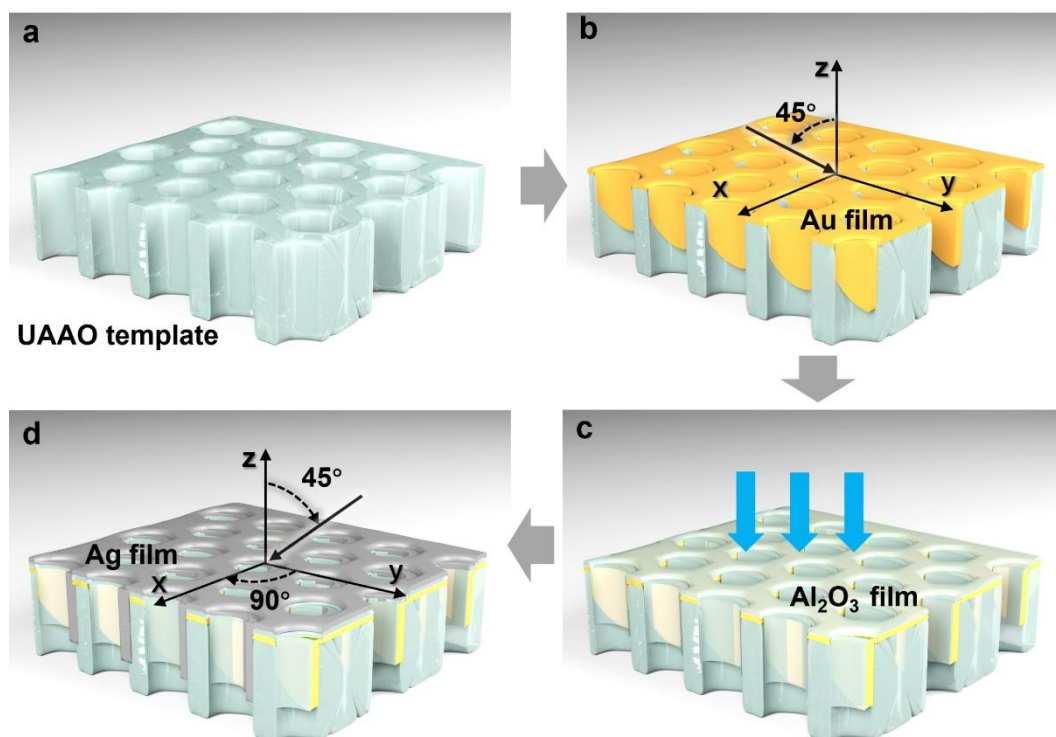 a
UAAO template
b
z
45°
x
y
Au film
d
z
45°
Ag film
x
y
90°
c
Al₂O₃ film